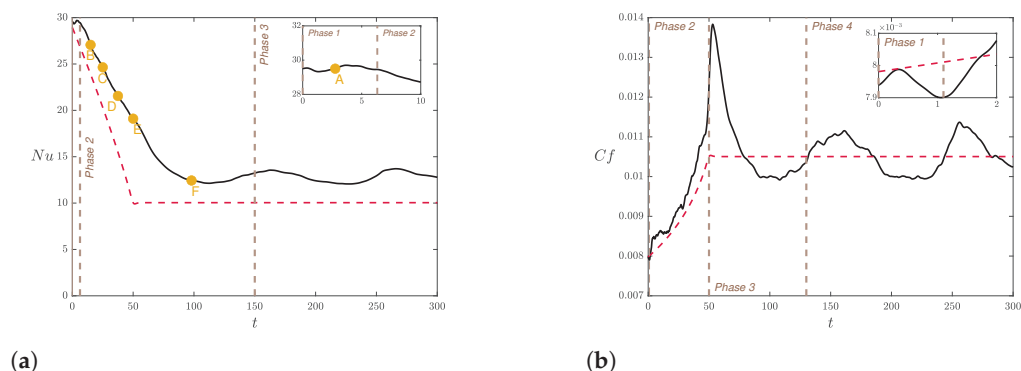 32
30
28
0
5
10
Phase 1
Phase 2
A
30
25
20
15
10
5
0
Nu
B
C
D
E
F
Phase 2
Phase 3
0
50
100
150
200
250
300
t
(a)
0.014
0.013
0.012
0.011
0.01
0.009
0.008
0.007
Cf
Phase 2
Phase 3
Phase 4
×10⁻³
8.1
8
7.9
Phase 1
0
1
2
0
50
100
150
200
250
300
t
(b)